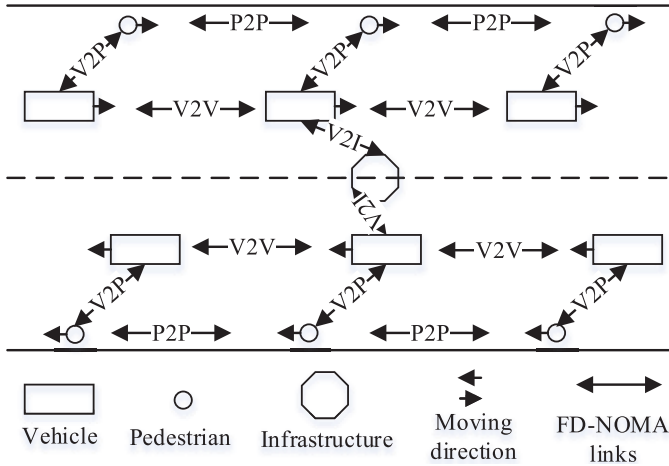 P2P P2P
V2P V2P V2P
V2V V2V
V2I
V2I
V2V V2V
V2P V2P V2P
P2P P2P
Vehicle Pedestrian Infrastructure Moving direction FD-NOMA links